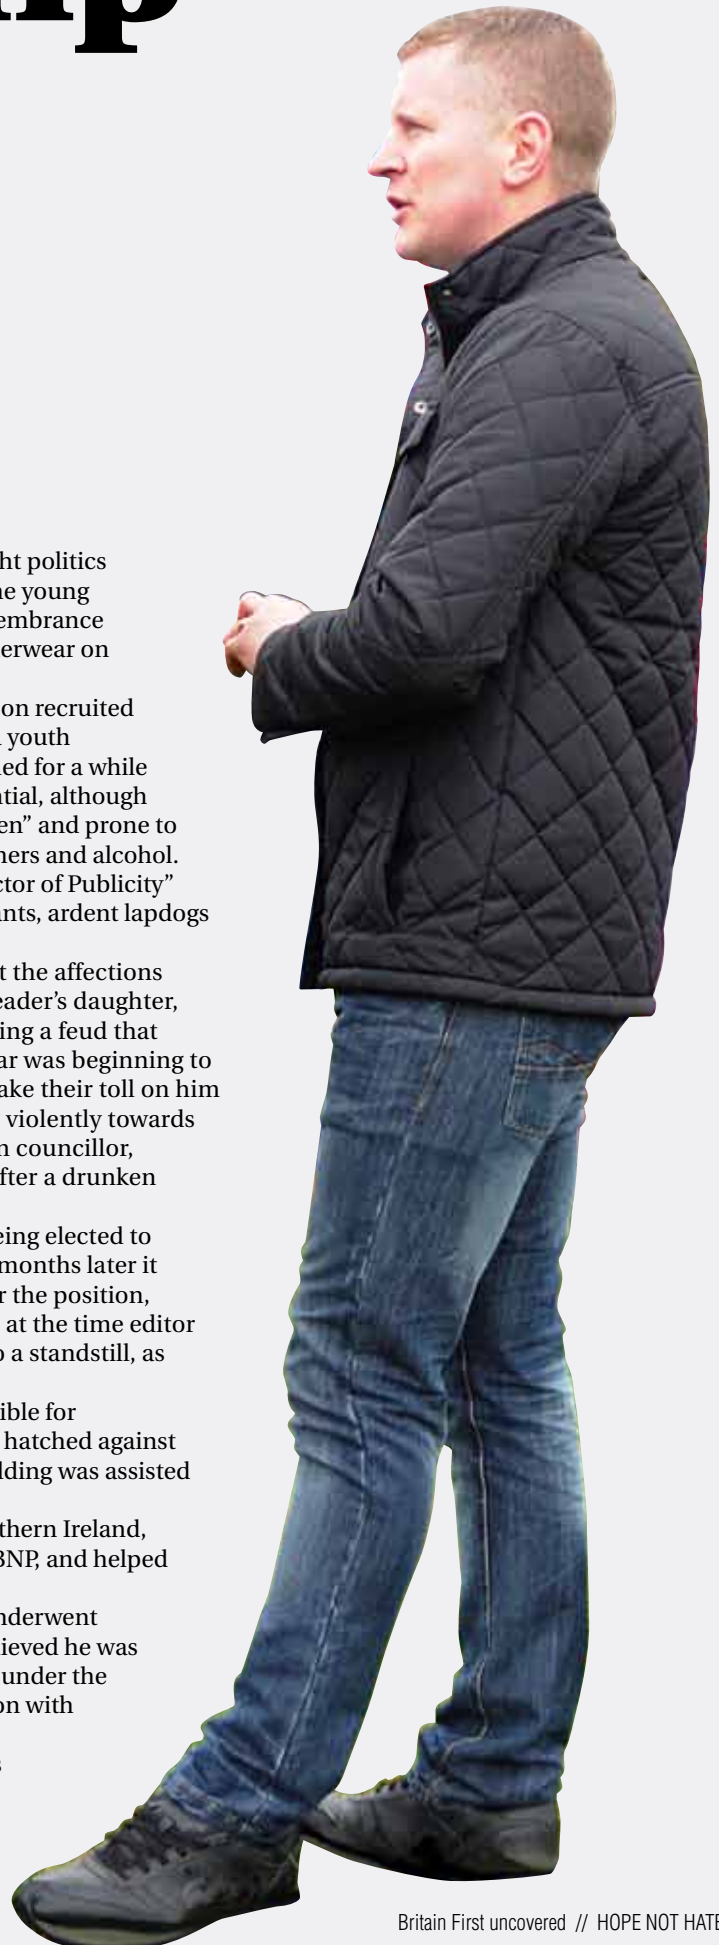 ht politics
embrance
erwear on
on recruited
youth
ed for a while
ntial, although
en” and prone to
ners and alcohol.
ctor of Publicity”
ants, ardent lapdogs
t the affections
eader’s daughter,
ing a feud that
ar was beginning to
ake their toll on him
violently towards
n councillor,
fter a drunken
eing elected to
months later it
r the position,
at the time editor
o a standstill, as
ible for
hatched against
lding was assisted
thern Ireland,
BNP, and helped
nderwent
ieved he was
under the
on with
s
Britain First uncovered // HOPE NOT HATE